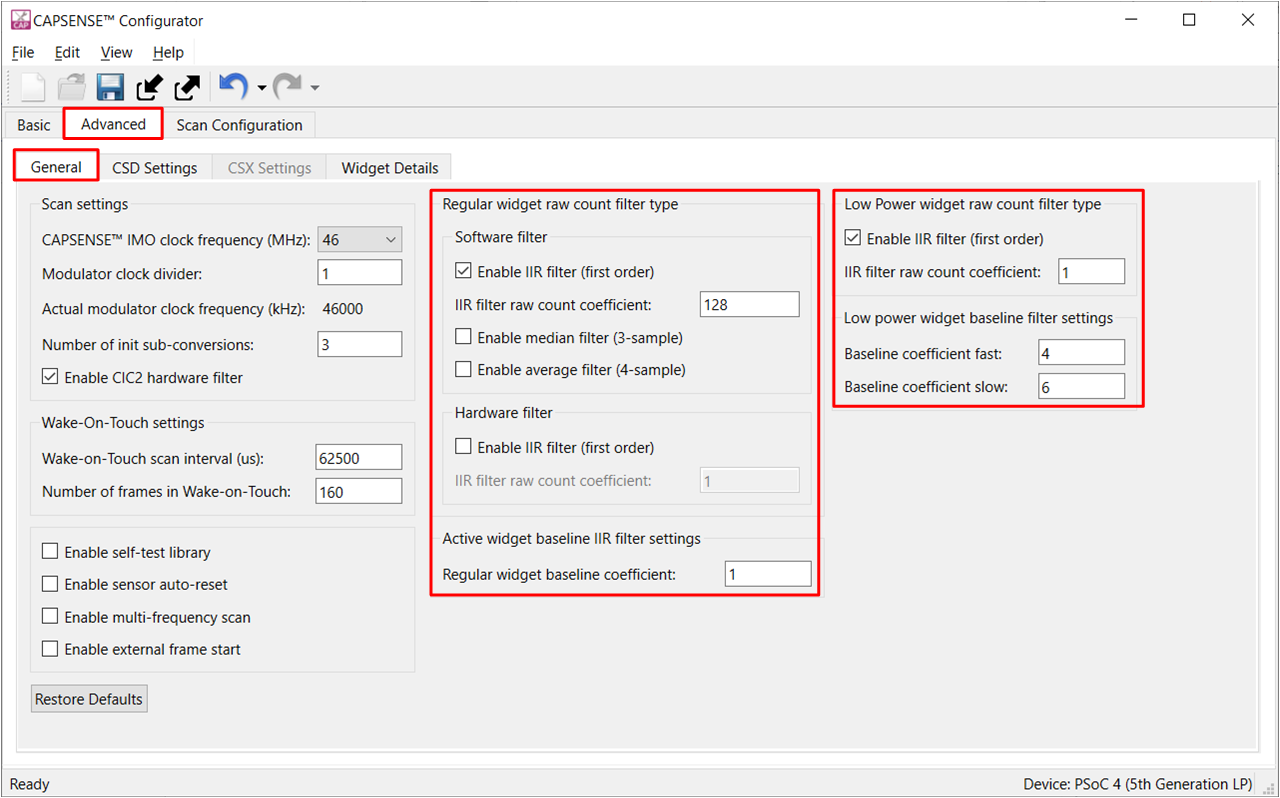 CAP
CAPSENSE™ Configurator
File Edit View Help
Basic Advanced Scan Configuration
General CSD Settings CSX Settings Widget Details
Scan settings
CAPSENSE™ IMO clock frequency (MHz): 46
Modulator clock divider: 1
Actual modulator clock frequency (kHz): 46000
Number of init sub-conversions: 3
Enable CIC2 hardware filter
Wake-On-Touch settings
Wake-on-Touch scan interval (us): 62500
Number of frames in Wake-on-Touch: 160
Enable self-test library
Enable sensor auto-reset
Enable multi-frequency scan
Enable external frame start
Restore Defaults
Regular widget raw count filter type
Software filter
Enable IIR filter (first order)
IIR filter raw count coefficient: 128
Enable median filter (3-sample)
Enable average filter (4-sample)
Hardware filter
Enable IIR filter (first order)
IIR filter raw count coefficient: 1
Active widget baseline IIR filter settings
Regular widget baseline coefficient: 1
Low Power widget raw count filter type
Enable IIR filter (first order)
IIR filter raw count coefficient: 1
Low power widget baseline filter settings
Baseline coefficient fast: 4
Baseline coefficient slow: 6
Ready
Device: PSoC 4 (5th Generation LP)